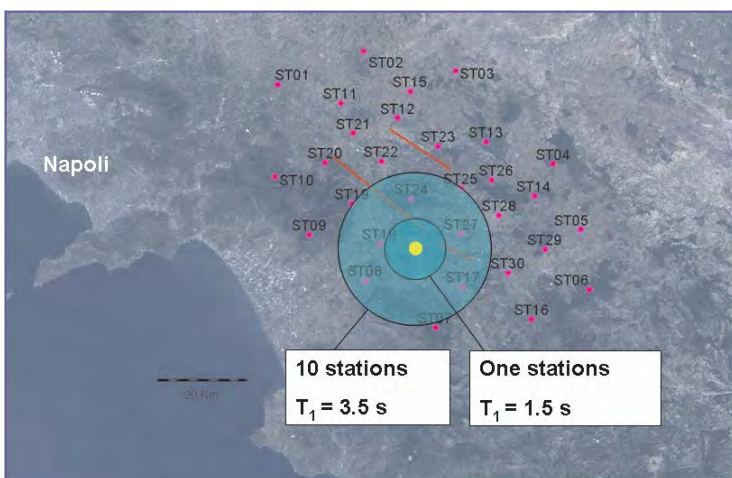 ST02
ST03
ST01
ST15
ST11
ST12
ST21
ST23
ST13
Napoli
ST20
ST22
ST04
ST10
ST25
ST26
ST14
ST19
ST24
ST28
ST05
ST09
ST18
ST27
ST29
ST08
ST17
ST30
ST06
ST07
ST16
20 Km
10 stations
T₁ = 3.5 s
One stations
T₁ = 1.5 s